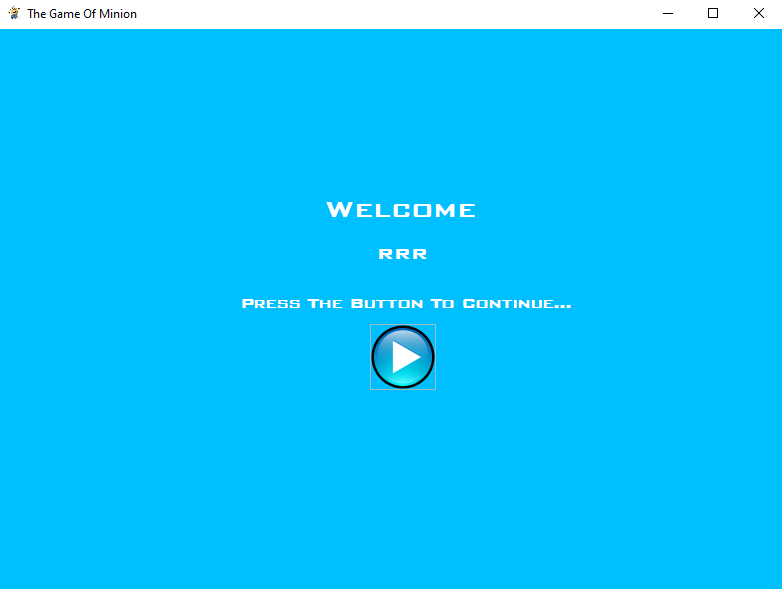 The Game Of Minion
Welcome
rrr
Press The Button To Continue...